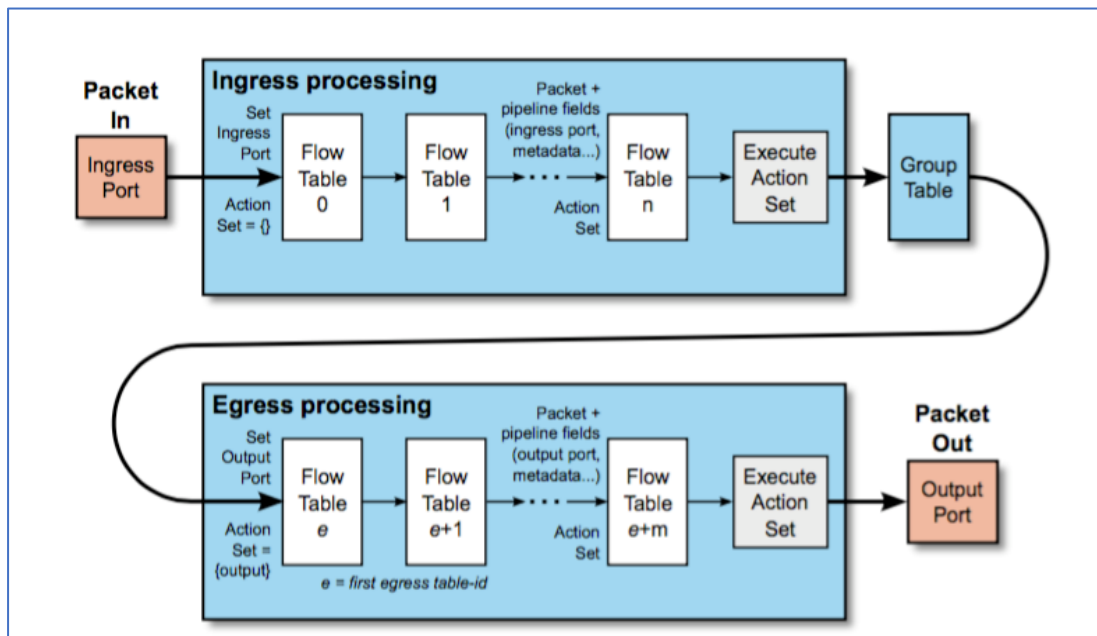 Ingress processing
Packet
In
Ingress
Port
Set
Ingress
Port
Action
Set = {}
Flow
Table
0
Flow
Table
1
Packet +
pipeline fields
(ingress port,
metadata...)
Action
Set
Flow
Table
n
Execute
Action
Set
Group
Table
Egress processing
Set
Output
Port
Action
Set =
{output}
Flow
Table
e
Flow
Table
e+1
e = first egress table-id
Packet +
pipeline fields
(output port,
metadata...)
Action
Set
Flow
Table
e+m
Execute
Action
Set
Packet
Out
Output
Port